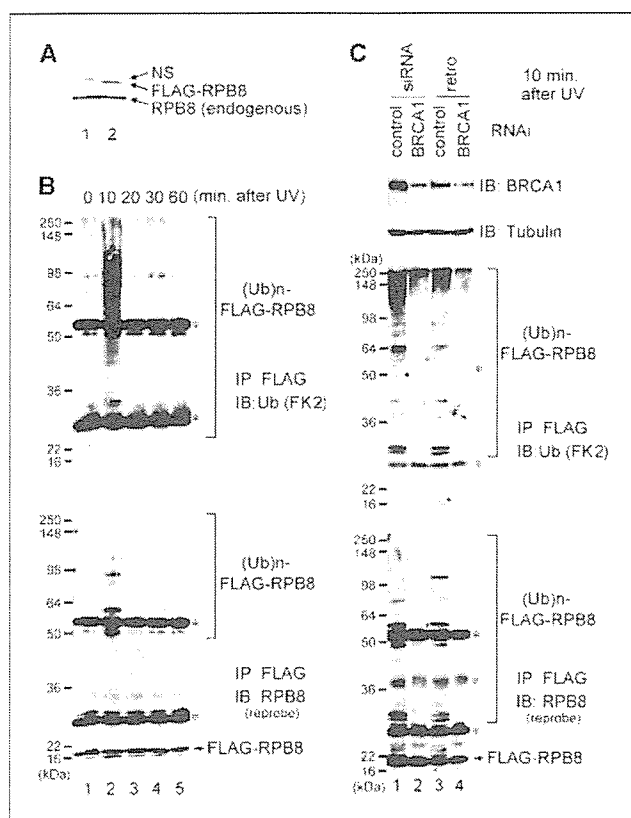 A
NS
FLAG-RPB8
RPB8 (endogenous)
1 2
B
0 10 20 30 60 (min. after UV)
250
148
98
64
50
36
22
16
(Ub)n-
FLAG-RPB8
IP FLAG
IB:Ub (FK2)
250
148
98
64
50
36
22
16
(kDa)
(Ub)n-
FLAG-RPB8
IP FLAG
IB RPB8
(reprobe)
FLAG-RPB8
1 2 3 4 5
C
siRNA
retro
10 min.
after UV
control
BRCA1
control
BRCA1
RNAi
IB: BRCA1
IB: Tubulin
(kDa)
250
148
98
64
50
36
22
16
(Ub)n-
FLAG-RPB8
IP FLAG
IB:Ub (FK2)
250
148
98
64
50
36
22
16
(kDa)
(Ub)n-
FLAG-RPB8
IP FLAG
IB: RPB8
(reprobe)
FLAG-RPB8
1 2 3 4